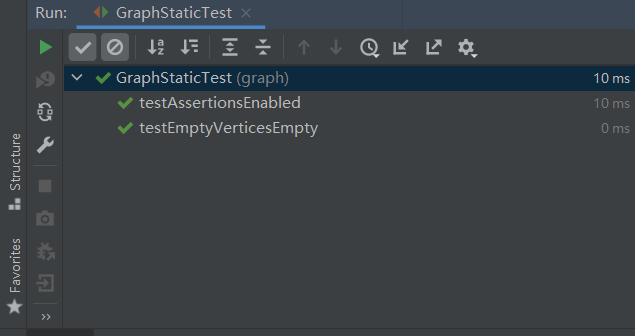 Run: GraphStaticTest
GraphStaticTest (graph) 10 ms
testAssertionsEnabled 10 ms
testEmptyVerticesEmpty 0 ms
Structure
Favorites